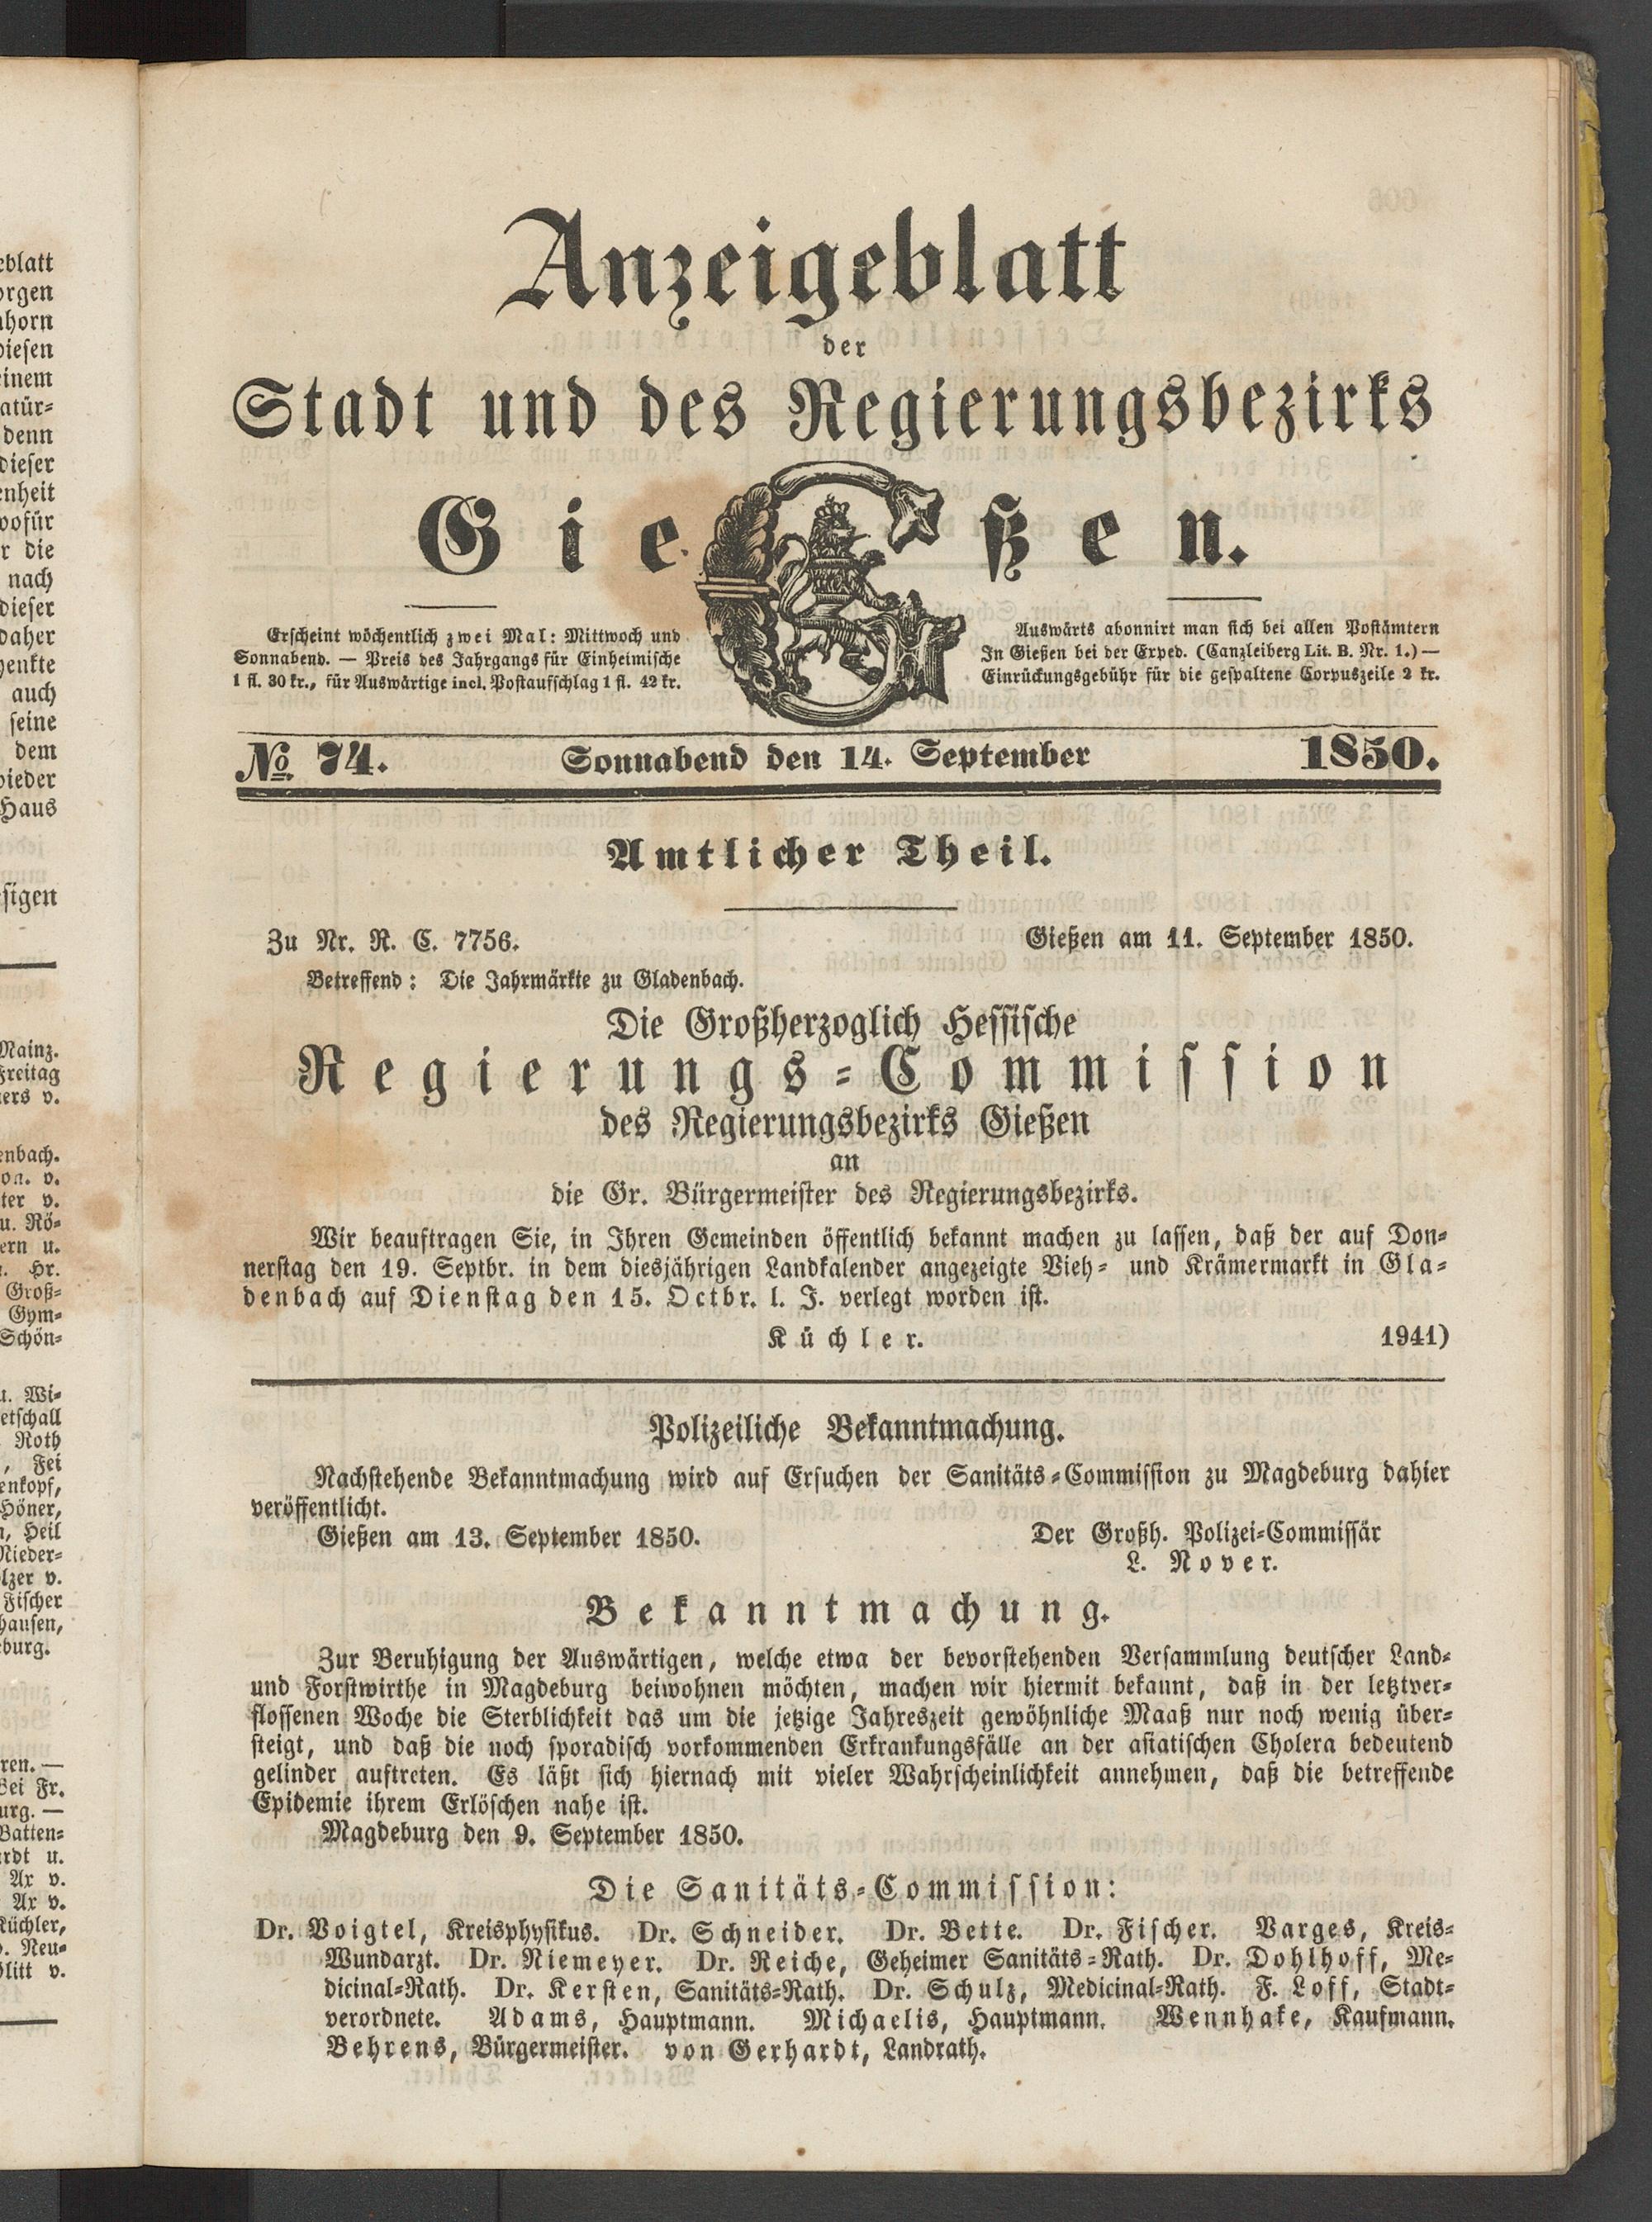 Anzeigeblatt
der
Stadt und des Regierungsbezirks
Gießen.
Erscheint wöchentlich zwei Mal: Mittwoch und
Sonnabend. — Preis des Jahrgangs für Einheimische
1 fl. 30 kr., für Auswärtige incl. Postaufschlag 1 fl. 42 kr.
Auswärts abonnirt man sich bei allen Postämtern
In Gießen bei der Exped. (Canzleiberg Lit. B. Nr. 1.) —
Einrückungsgebühr für die gespaltene Corpuszeile 2 kr.
No. 74. Sonnabend den 14. September 1850.
Amtlicher Theil.
Zu Nr. R. C. 7756. Gießen am 11. September 1850.
Betreffend: Die Jahrmärkte zu Gladenbach.
Die Großherzoglich Hessische
Regierungs-Commission
des Regierungsbezirks Gießen
an
die Gr. Bürgermeister des Regierungsbezirks.
Wir beauftragen Sie, in Ihren Gemeinden öffentlich bekannt machen zu lassen, daß der auf Don-
nerstag den 19. Septbr. in dem diesjährigen Landkalender angezeigte Vieh- und Krämermarkt in Gla-
denbach auf Dienstag den 15. Octbr. l. J. verlegt worden ist.
Küchler. 1941)
Polizeiliche Bekanntmachung.
Nachstehende Bekanntmachung wird auf Ersuchen der Sanitäts-Commission zu Magdeburg dahier
veröffentlicht.
Gießen am 13. September 1850. Der Großh. Polizei-Commissär
L. Nover.
Bekanntmachung.
Zur Beruhigung der Auswärtigen, welche etwa der bevorstehenden Versammlung deutscher Land-
und Forstwirthe in Magdeburg beiwohnen möchten, machen wir hiermit bekannt, daß in der letztver-
flossenen Woche die Sterblichkeit das um die jetzige Jahreszeit gewöhnliche Maaß nur noch wenig über-
steigt, und daß die noch sporadisch vorkommenden Erkrankungsfälle an der asiatischen Cholera bedeutend
gelinder auftreten. Es läßt sich hiernach mit vieler Wahrscheinlichkeit annehmen, daß die betreffende
Epidemie ihrem Erlöschen nahe ist.
Magdeburg den 9. September 1850.
Die Sanitäts-Commission:
Dr. Voigtel, Kreisphysikus. Dr. Schneider. Dr. Bette. Dr. Fischer. Varges, Kreis-
Wundarzt. Dr. Niemeyer. Dr. Reiche, Geheimer Sanitäts-Rath. Dr. Dohlhoff, Me-
dicinal-Rath. Dr. Kersten, Sanitäts-Rath. Dr. Schulz, Medicinal-Rath. F. Loff, Stadt-
verordnete. Adams, Hauptmann. Michaelis, Hauptmann. Wennhake, Kaufmann.
Behrens, Bürgermeister. von Gerhardt, Landrath.